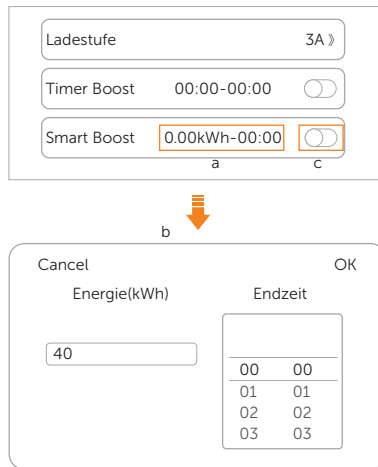 Ladestufe 3A 》
Timer Boost 00:00-00:00
Smart Boost 0.00kWh-00:00
a c
b
Cancel OK
Energie(kWh) Endzeit
40
00 00
01 01
02 02
03 03